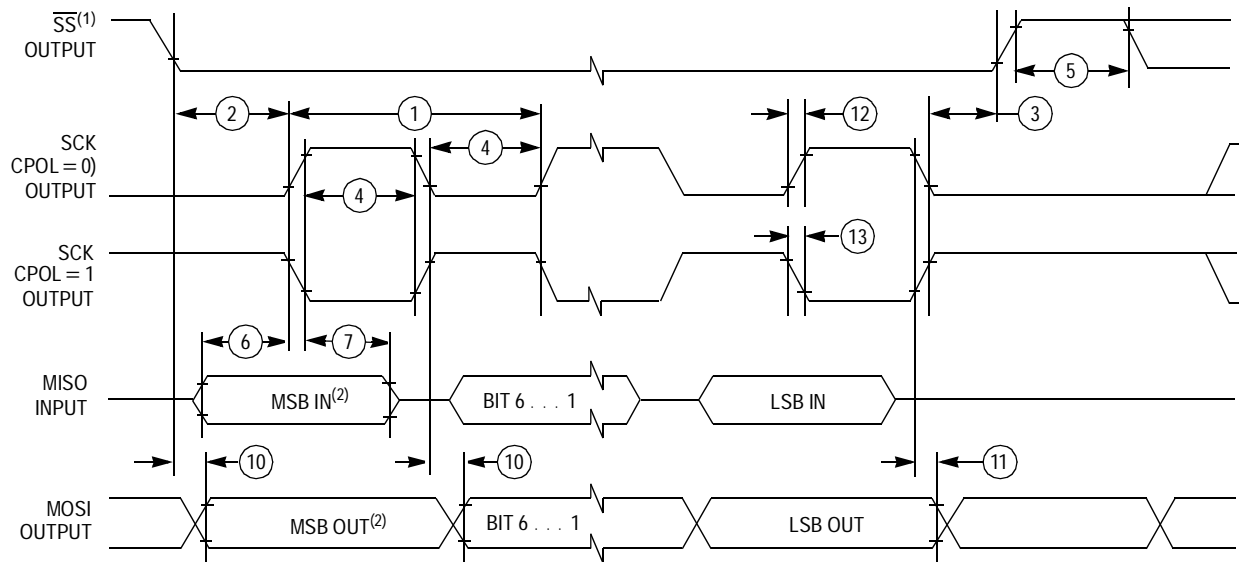 SS(1)
OUTPUT
5
2
1
12
3
SCK
CPOL = 0)
OUTPUT
4
4
SCK
CPOL = 1
OUTPUT
13
6
7
MISO
INPUT
MSB IN(2)
BIT 6 . . . 1
LSB IN
10
10
11
MOSI
OUTPUT
MSB OUT(2)
BIT 6 . . . 1
LSB OUT